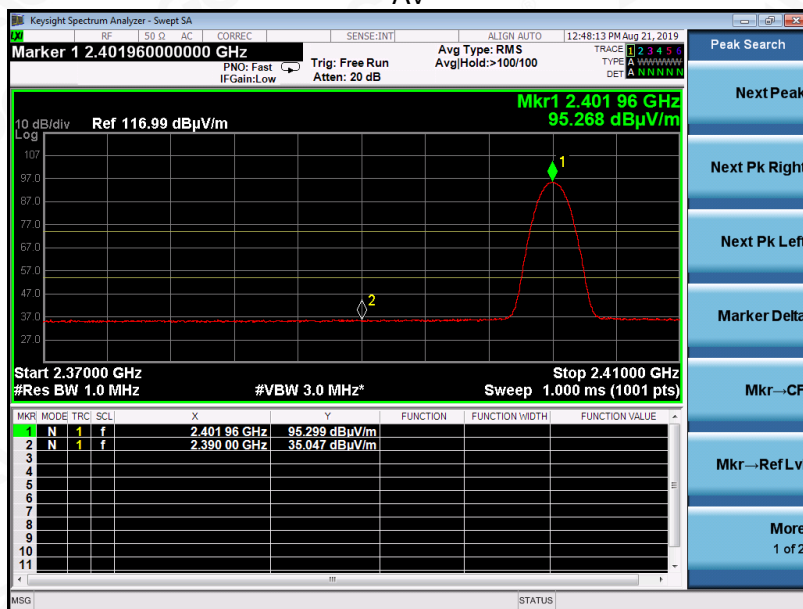 AV
Keysight Spectrum Analyzer - Swept SA
LXI RF 50 Ω AC CORREC SENSE:INT ALIGN AUTO 12:48:13 PM Aug 21, 2019
Marker 1 2.401960000000 GHz
PNO: Fast
IFGain:Low
Trig: Free Run
Atten: 20 dB
Avg Type: RMS
Avg|Hold:>100/100
TRACE 1 2 3 4 5 6
TYPE A WWWWW
DET A N N N N N
Peak Search
Next Peak
Next Pk Right
Next Pk Left
Marker Delta
Mkr→CF
Mkr→Ref Lv
More
1 of 2
Mkr1 2.401 96 GHz
95.268 dBµV/m
10 dB/div Ref 116.99 dBµV/m
Log
107
97.0
87.0
77.0
67.0
57.0
47.0
37.0
27.0
1
2
Start 2.37000 GHz Stop 2.41000 GHz
#Res BW 1.0 MHz #VBW 3.0 MHz* Sweep 1.000 ms (1001 pts)
MKR MODE TRC SCL X Y FUNCTION FUNCTION WIDTH FUNCTION VALUE
1 N 1 f 2.401 96 GHz 95.299 dBµV/m
2 N 1 f 2.390 00 GHz 35.047 dBµV/m
3
4
5
6
7
8
9
10
11
MSG STATUS